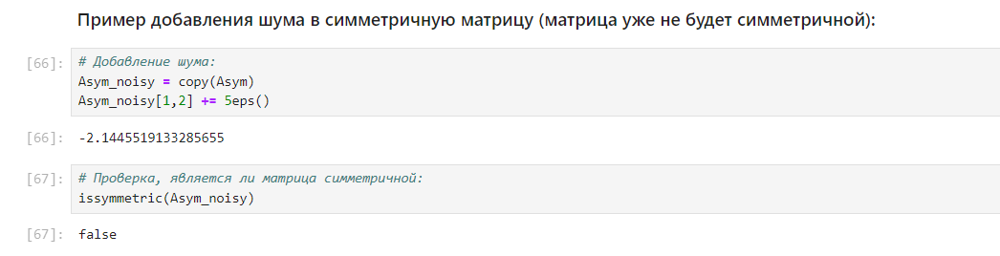 Пример добавления шума в симметричную матрицу (матрица уже не будет симметричной):
[66]: # Добавление шума:
Asym_noisy = copy(Asym)
Asym_noisy[1,2] += 5eps()
[66]: -2.1445519133285655
[67]: # Проверка, является ли матрица симметричной:
issymmetric(Asym_noisy)
[67]: false